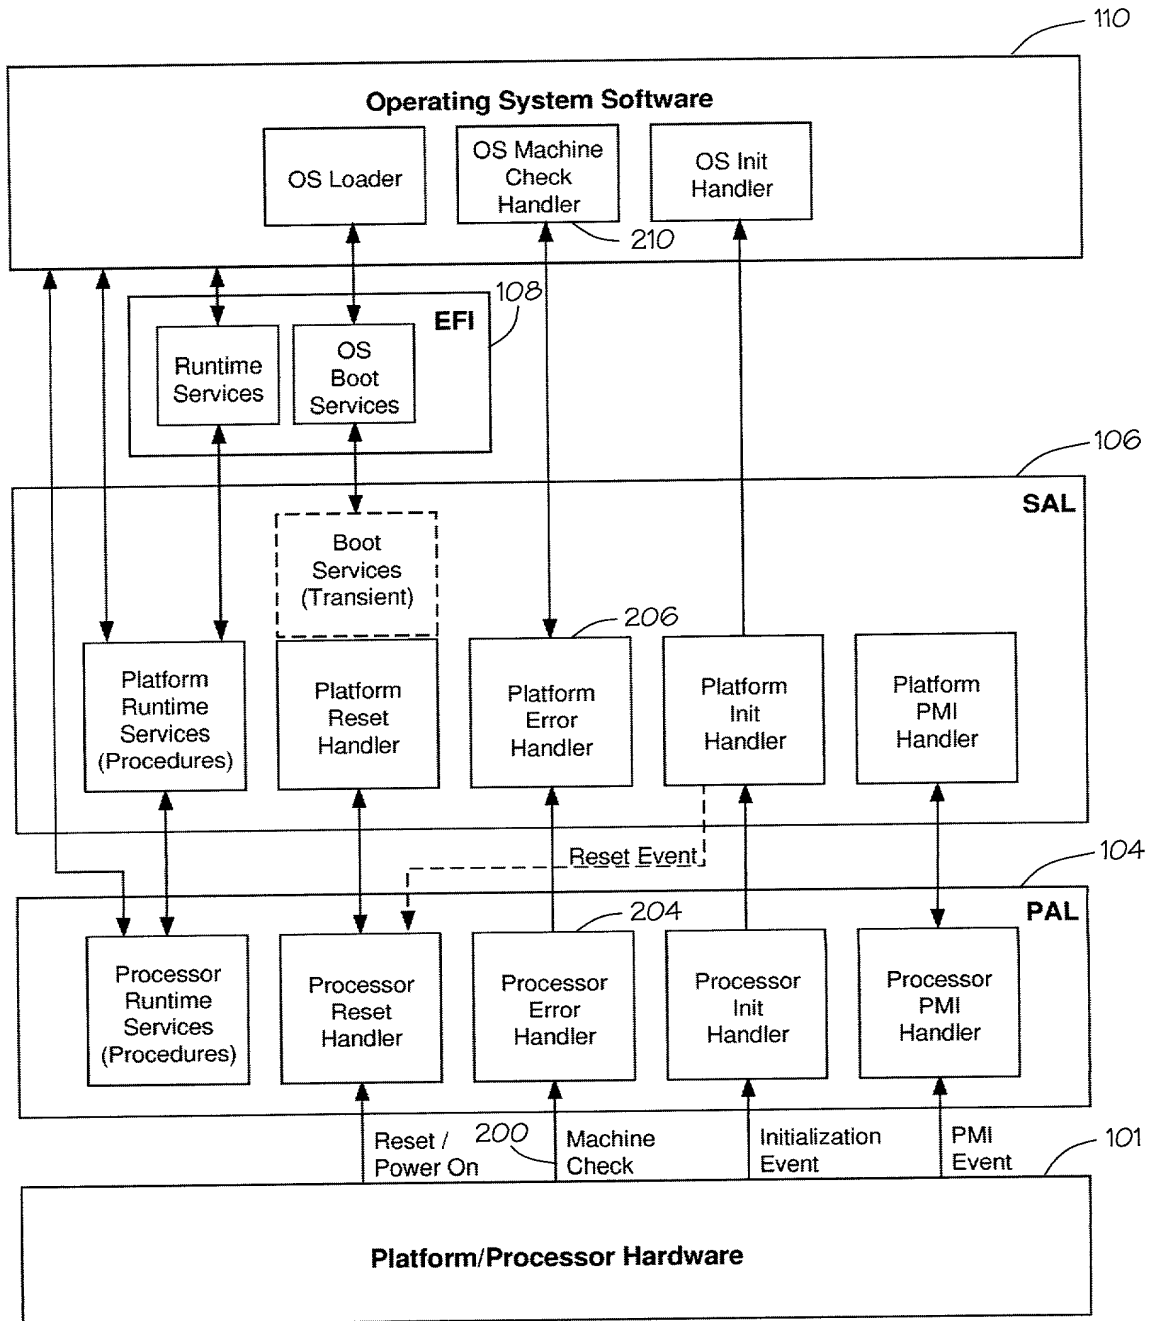 110
Operating System Software
OS Loader
OS Machine
Check
Handler
OS Init
Handler
210
108
EFI
Runtime
Services
OS
Boot
Services
106
SAL
Boot
Services
(Transient)
206
Platform
Runtime
Services
(Procedures)
Platform
Reset
Handler
Platform
Error
Handler
Platform
Init
Handler
Platform
PMI
Handler
Reset Event
104
PAL
204
Processor
Runtime
Services
(Procedures)
Processor
Reset
Handler
Processor
Error
Handler
Processor
Init
Handler
Processor
PMI
Handler
Reset /
Power On
200
Machine
Check
Initialization
Event
PMI
Event
101
Platform/Processor Hardware